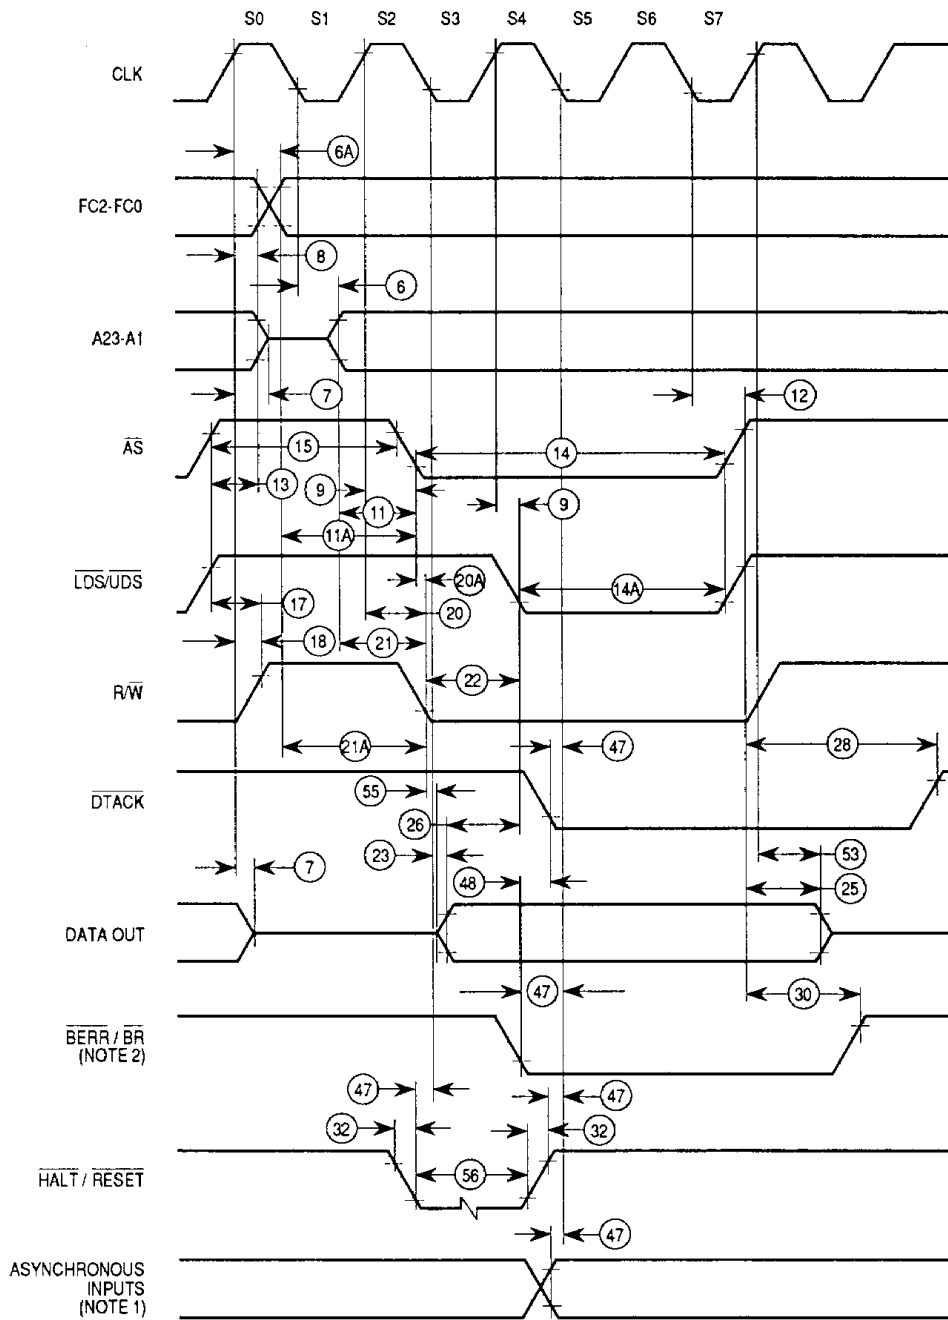 S0 S1 S2 S3 S4 S5 S6 S7
CLK
6A
FC2-FC0
8
6
A23-A1
7
12
AS
15
14
13
9
9
11
11A
LDS/UDS
20A
14A
17
20
18
21
R/W
22
21A
47
28
DTACK
55
26
23
53
7
48
25
DATA OUT
47
30
BERR / BR
(NOTE 2)
47
47
32
32
HALT / RESET
56
47
ASYNCHRONOUS
INPUTS
(NOTE 1)